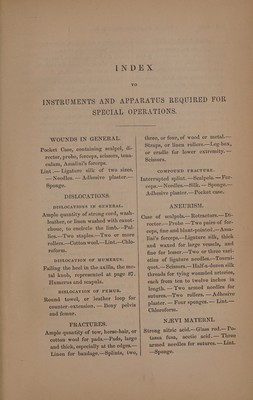 INDEX
TO
INSTRUMENTS AND APPARATUS REQUIRED FOR
SPECIAL OPERATIONS.
WOUNDS IN GENERAL.
Pocket Case, containing scalpel, di-
rector, probe, forceps, scissors, tena-
culum, Assalini's forceps.
Lint.—Ligature silk of two sizes.
—Needles.—Adhesive plaster.—
Sponge.
DISLOCATIONS.
DISLOCATIONS IN GENERAL.
Ample quantity of strong cord, wash-
leather, or linen washed with caout-
chouc, to encircle the limb.—Pul-
lies.—Two staples.—Two or more
rollers.—Cotton wool.—Lint.—Chlo-
roform.
DISLOCATION OF HUMERUS.
Failing the heel in the axilla, the me-
tal knob, represented at page 67.
Humerus and scapula.
DISLOCATION OF FEMUR.
Round towel, or leather loop for
counter extension.—Bony pelvis
and femur.
FRACTURES.
Ample quantity of tow, horse-hair, or
cotton wool for pads.—Pads, large
and thick, especially at the edges.—
Linen for bandage.—Splints, two,
three, or four, of wood or metal.—
Straps, or linen rollers.—Leg-box,
or cradle for lower extremity.—
Scissors.
COMPOUND FRACTURE.
Interrupted splint.—Scalpels.—For-
ceps.—Needles.—Silk.—Sponge.—
Adhesive plaster.—Pocket case.
ANEURISM.
Case of scalpels.—Retractors.—Di-
rector.—Probe.—Two pairs of for-
ceps, fine and blunt-pointed.—Assa-
lini's forceps.—Ligature silk, thick
and waxed for large vessels, and
fine for lesser.—Two or three vari-
eties of ligature needles.—Tourni-
quet.—Scissors.—Half-a-dozen silk
threads for tying wounded arteries,
each from ten to twelve inches in
length.—Two armed needles for
sutures.—Two rollers.—Adhesive
plaster.—Four sponges.—Lint.—
Chloroform.
NÆVI MATERNI.
Strong nitric acid.—Glass rod.—Po-
tassa fusa, acetic acid.—Three
armed needles for sutures.—Lint.
—Sponge.